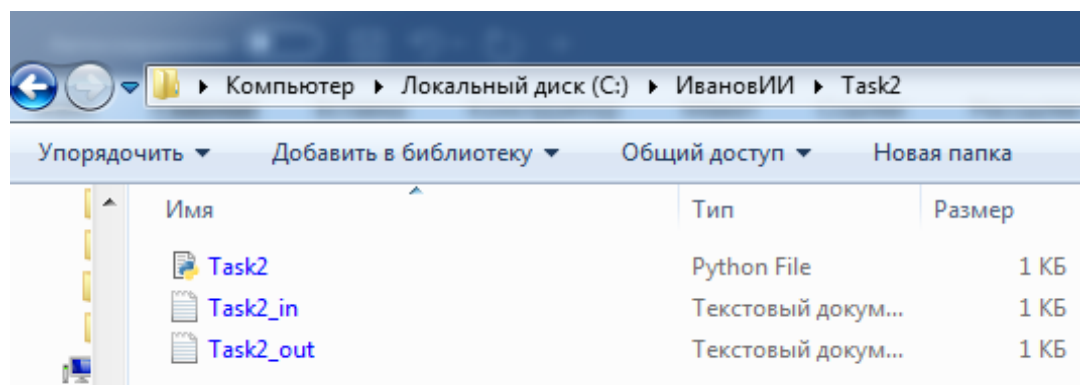 Компьютер Локальный диск (C:) ИвановИИ Task2
Упорядочить Добавить в библиотеку Общий доступ Новая папка
Имя Тип Размер
Task2 Python File 1 КБ
Task2_in Текстовый докум... 1 КБ
Task2_out Текстовый докум... 1 КБ